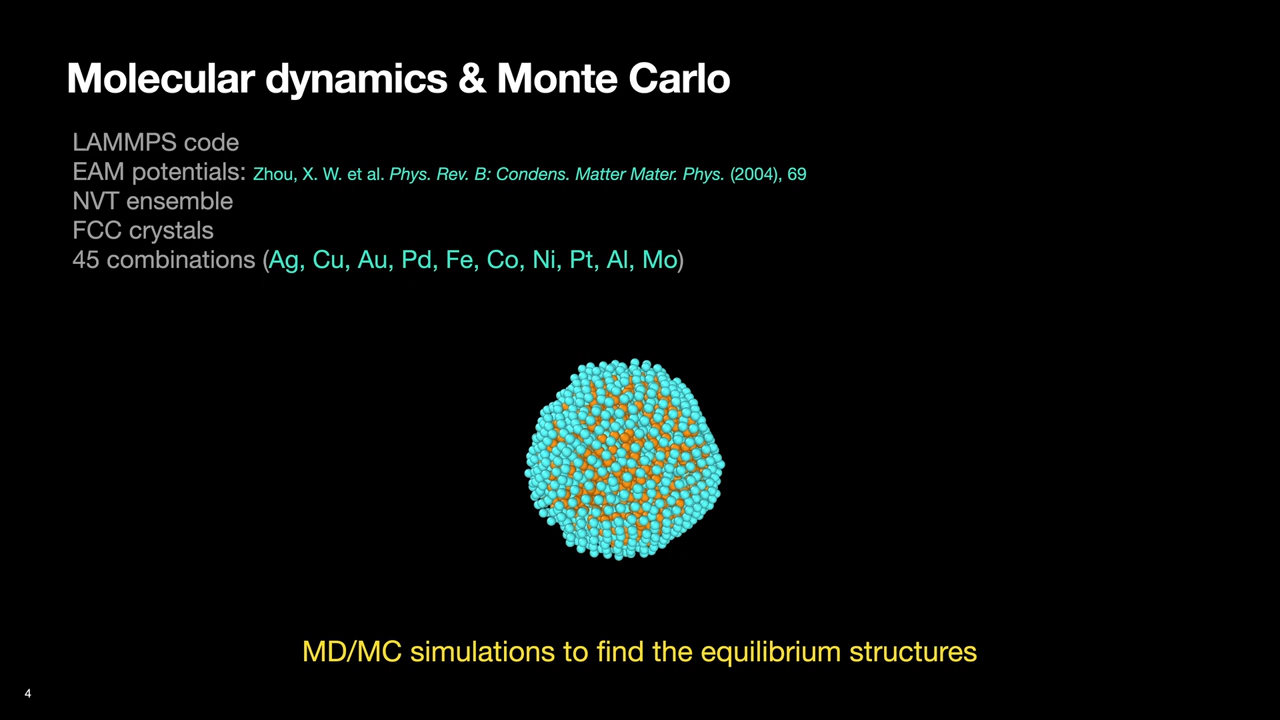 Molecular dynamics & Monte Carlo
LAMMPS code
EAM potentials: Zhou, X. W. et al. Phys. Rev. B: Condens. Matter Mater. Phys. (2004), 69
NVT ensemble
FCC crystals
45 combinations (Ag, Cu, Au, Pd, Fe, Co, Ni, Pt, Al, Mo)
MD/MC simulations to find the equilibrium structures
4